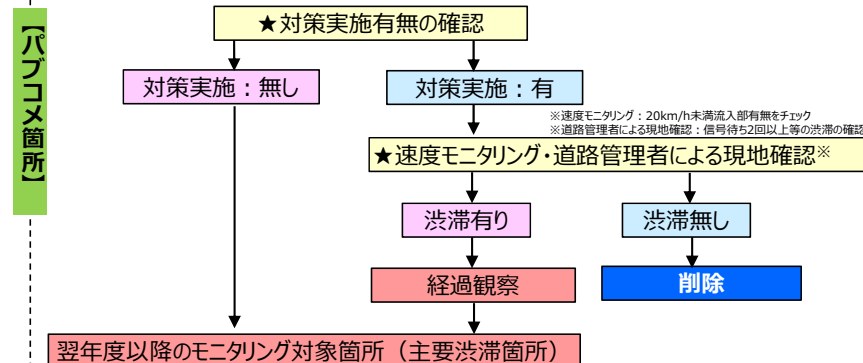 【パブコメ箇所】
★対策実施有無の確認
対策実施：無し
対策実施：有
※速度モニタリング：20km/h未満流入部有無をチェック
※道路管理者による現地確認：信号待ち2回以上等の渋滞の確認
★速度モニタリング・道路管理者による現地確認※
渋滞有り
渋滞無し
経過観察
削除
翌年度以降のモニタリング対象箇所（主要渋滞箇所）